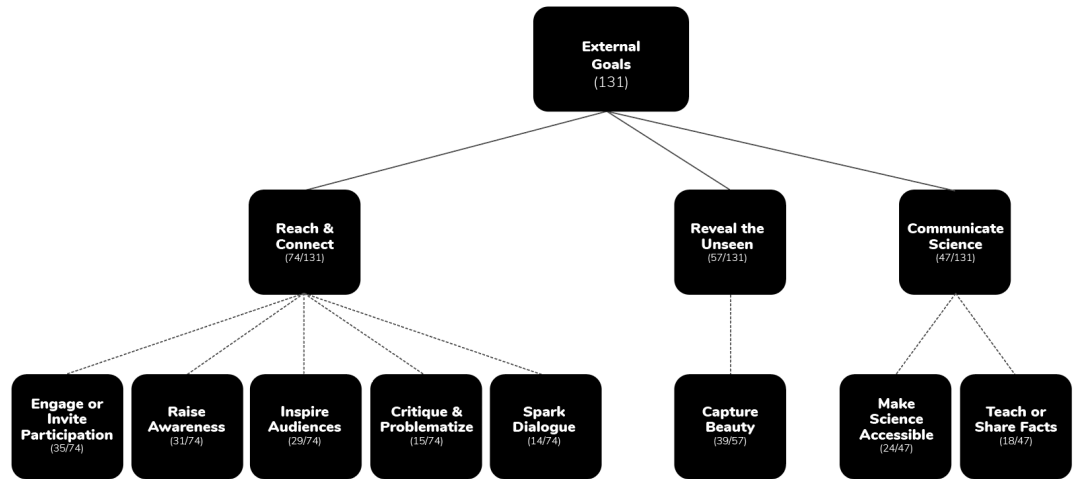 External
Goals
(131)
Reach &
Connect
(74/131)
Reveal the
Unseen
(57/131)
Communicate
Science
(47/131)
Engage or
Invite
Participation
(35/74)
Raise
Awareness
(31/74)
Inspire
Audiences
(29/74)
Critique &
Problematize
(15/74)
Spark
Dialogue
(14/74)
Capture
Beauty
(39/57)
Make
Science
Accessible
(24/47)
Teach or
Share Facts
(18/47)